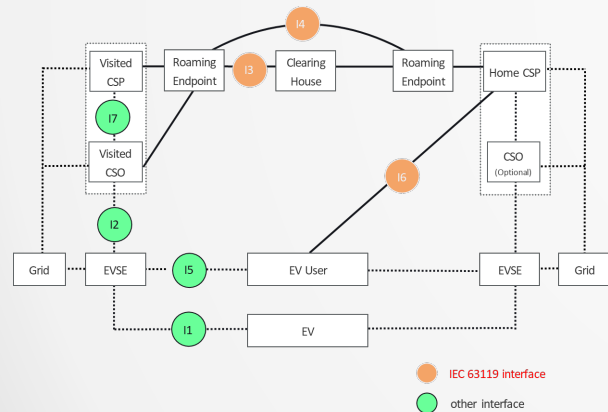 I4
Visited
CSP
Roaming
Endpoint
I3
Clearing
House
Roaming
Endpoint
Home CSP
I7
Visited
CSO
CSO
(Optional)
I6
I2
Grid
EVSE
I5
EV User
EVSE
Grid
I1
EV
IEC 63119 interface
other interface